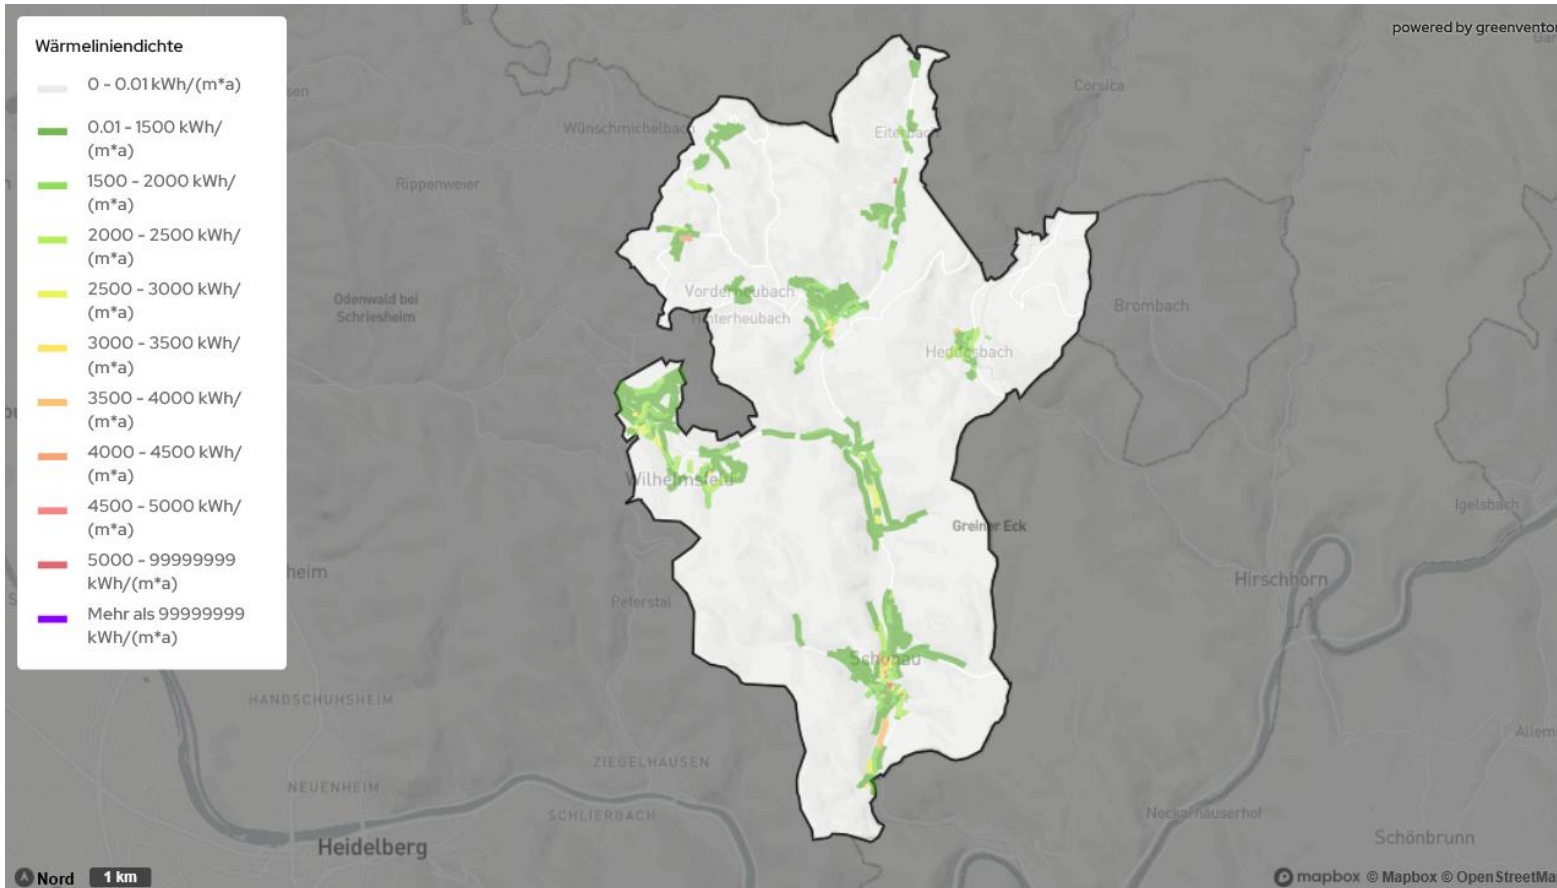 Wärmeliniendichte
0 - 0.01 kWh/(m*a)
0.01 - 1500 kWh/
(m*a)
1500 - 2000 kWh/
(m*a)
2000 - 2500 kWh/
(m*a)
2500 - 3000 kWh/
(m*a)
3000 - 3500 kWh/
(m*a)
3500 - 4000 kWh/
(m*a)
4000 - 4500 kWh/
(m*a)
4500 - 5000 kWh/
(m*a)
5000 - 99999999
kWh/(m*a)
Mehr als 99999999
kWh/(m*a)
powered by greenventor
Corsica
Wünschmichelbach
Eiterbach
Rippenweier
Odenwald bei
Schriesheim
Vorderheubach
Hinterheubach
Brombach
Heddesbach
Wilhelmsfeld
Greiner Eck
Igelsbach
heim
Peterstal
Hirschhorn
Schönau
HANDSCHUHSHEIM
ZIEGELHAUSEN
NEUENHEIM
SCHLIERBACH
Heidelberg
Neckarhäuserhof
Allem
Schönbrunn
Nord
1 km
mapbox © Mapbox © OpenStreetMa